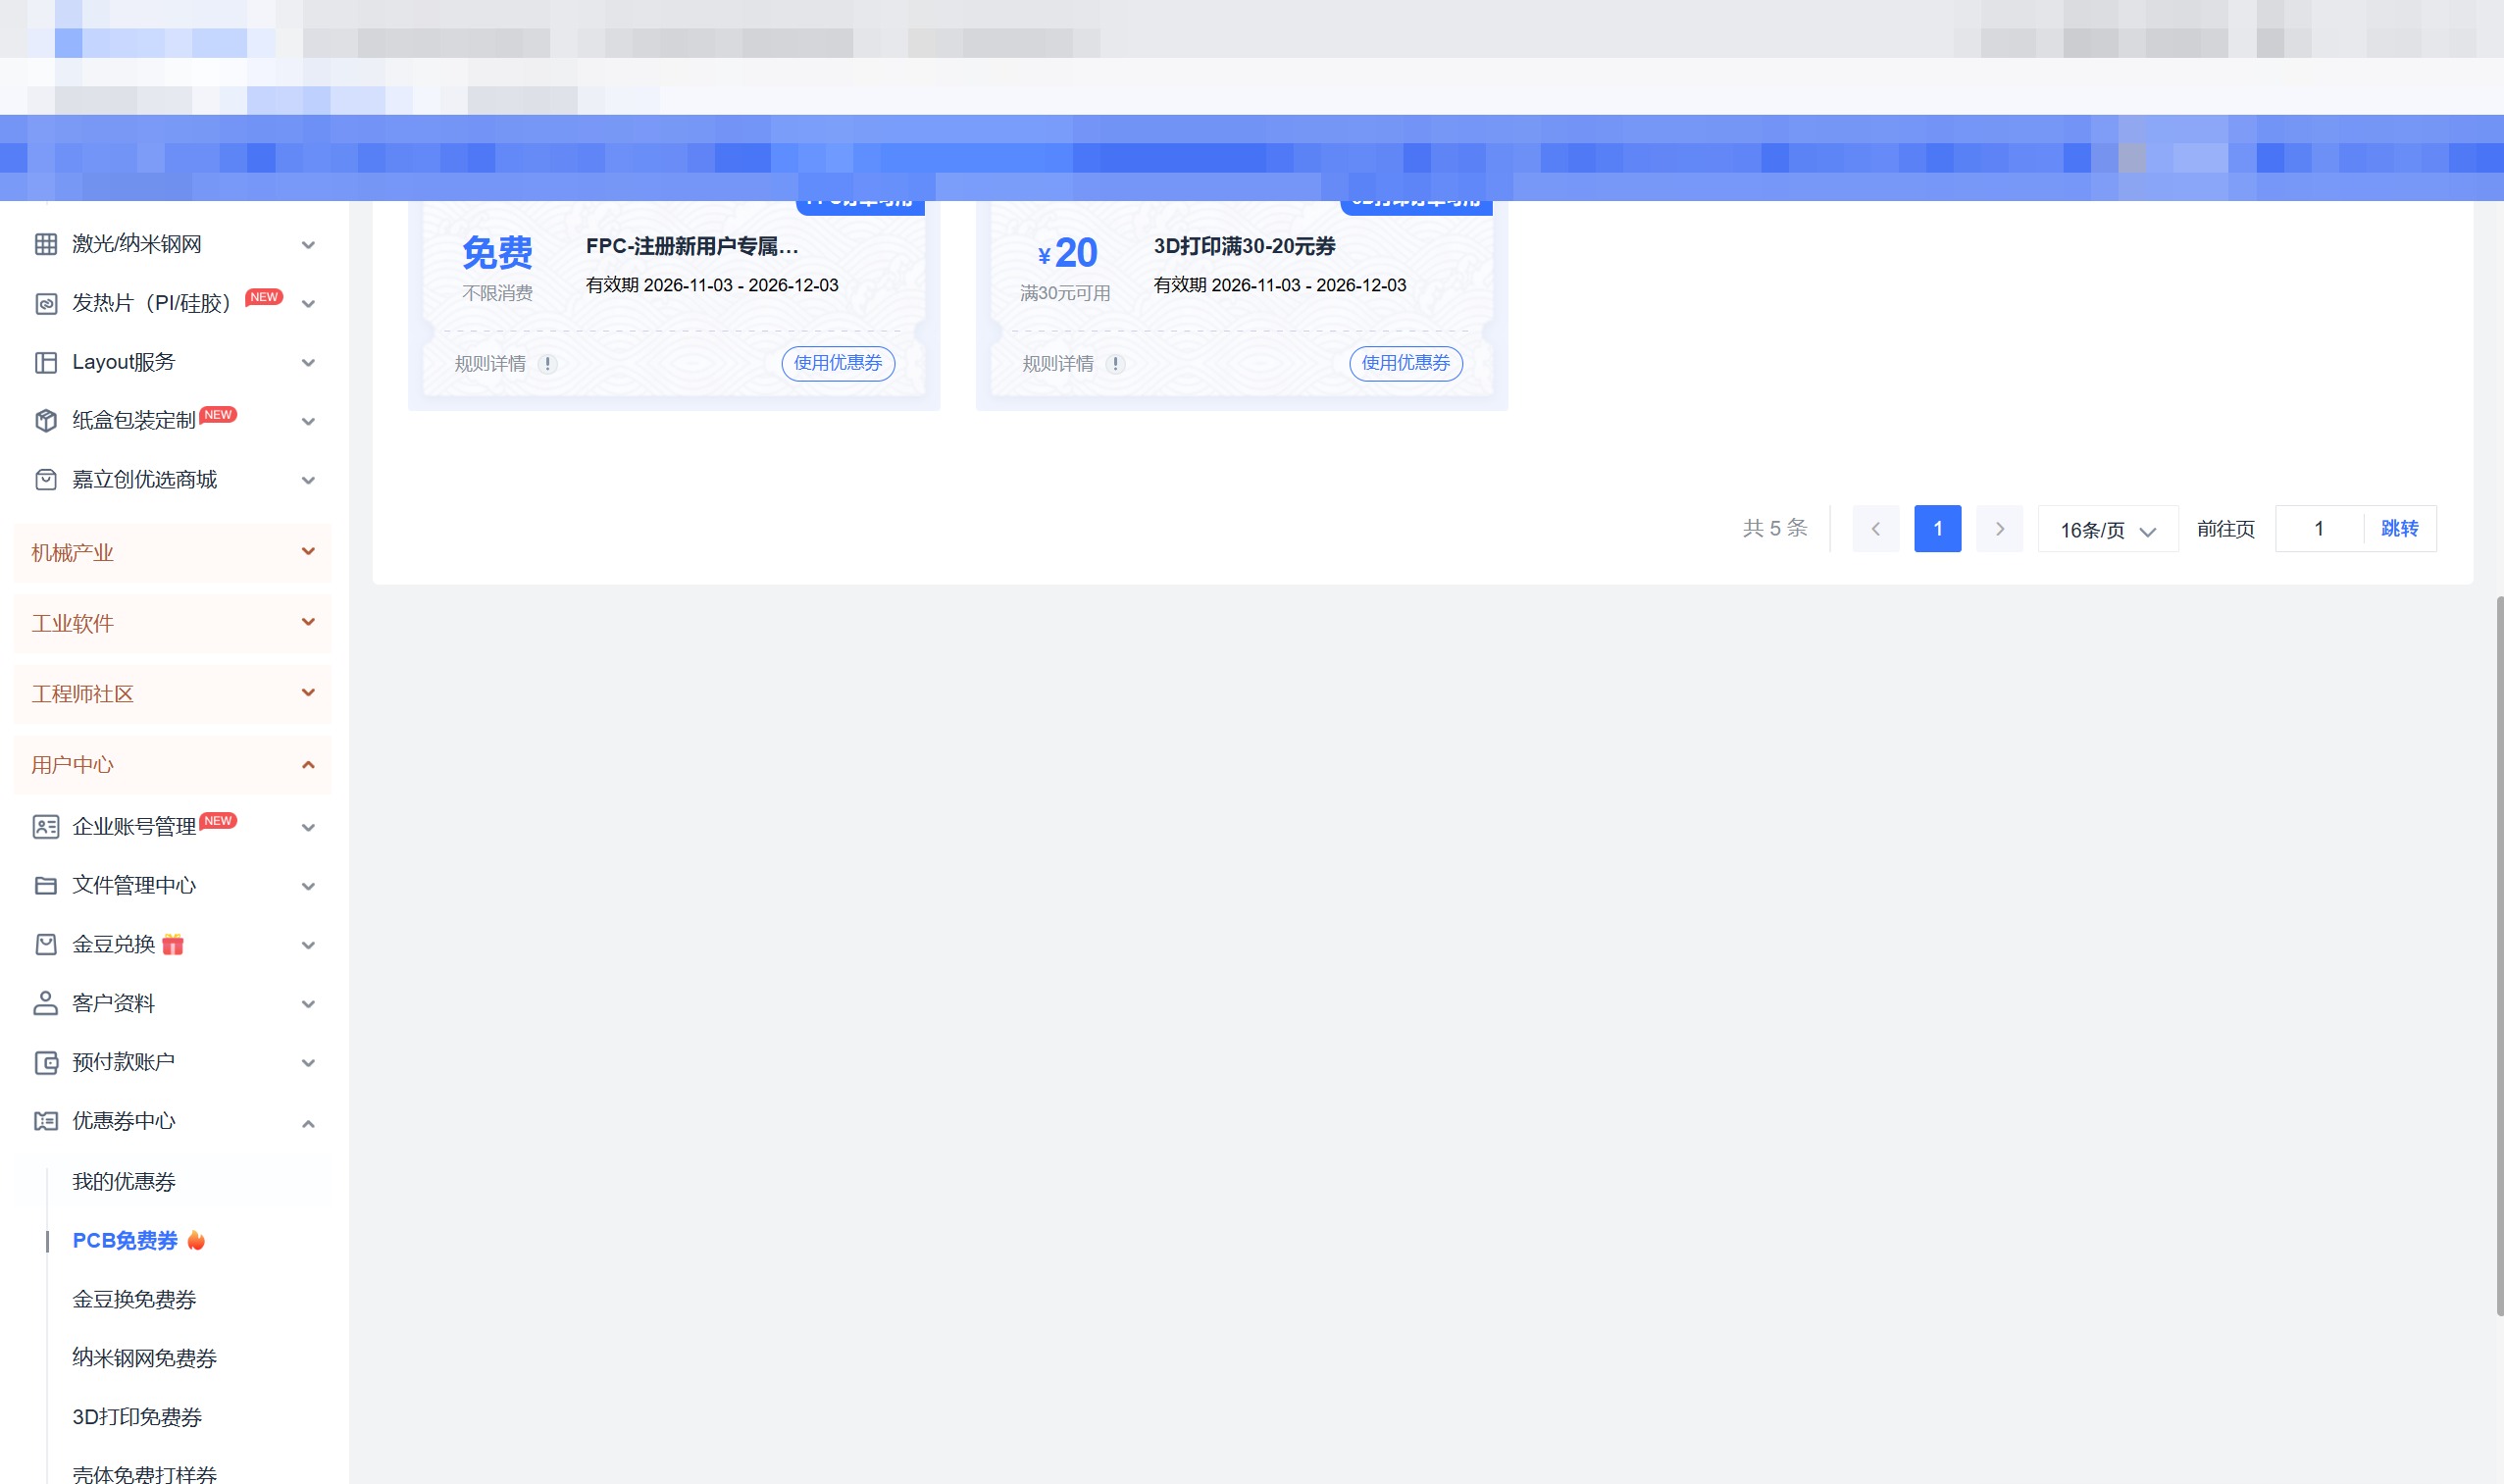 激光/纳米钢网
发热片（PI/硅胶） NEW
Layout服务
纸盒包装定制 NEW
嘉立创优选商城
机械产业
工业软件
工程师社区
用户中心
企业账号管理 NEW
文件管理中心
金豆兑换
客户资料
预付款账户
优惠券中心
我的优惠券
PCB免费券
金豆换免费券
纳米钢网免费券
3D打印免费券
壳体免费打样券
免费
不限消费
FPC-注册新用户专属...
有效期 2026-11-03 - 2026-12-03
规则详情
使用优惠券
¥20
满30元可用
3D打印满30-20元券
有效期 2026-11-03 - 2026-12-03
规则详情
使用优惠券
共 5 条
1
16条/页
前往页
1
跳转